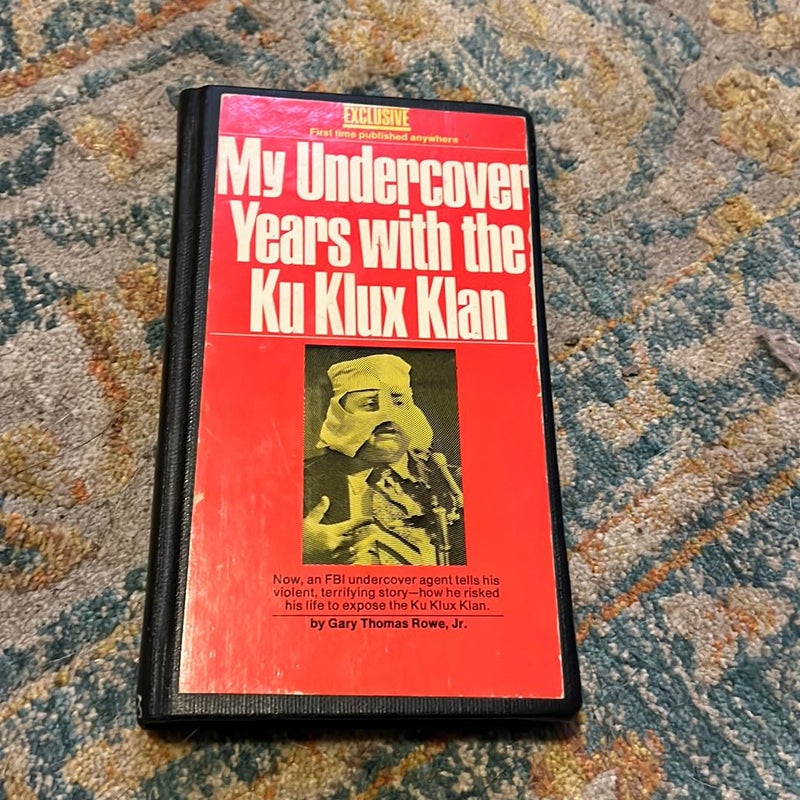 EXCLUSIVE
First time published anywhere
My Undercover
Years with the
Ku Klux Klan
Now, an FBI undercover agent tells his
violent, terrifying story—how he risked
his life to expose the Ku Klux Klan.
by Gary Thomas Rowe, Jr.